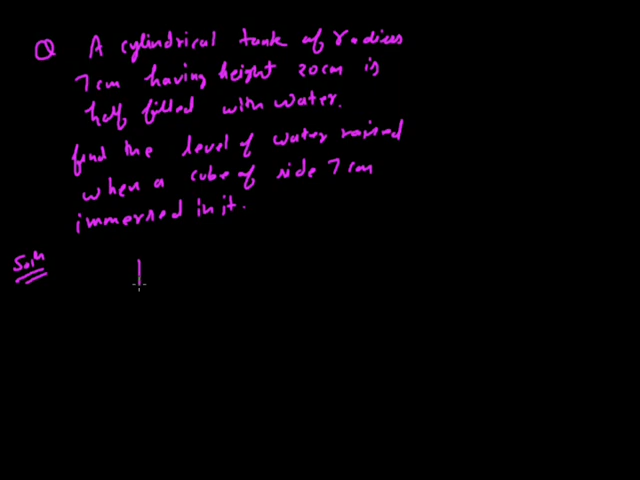 Q A cylindrical tank of radius
7cm having height 20cm is
half filled with water.
find the level of water raised
when a cube of side 7cm
immersed in it.
Soln